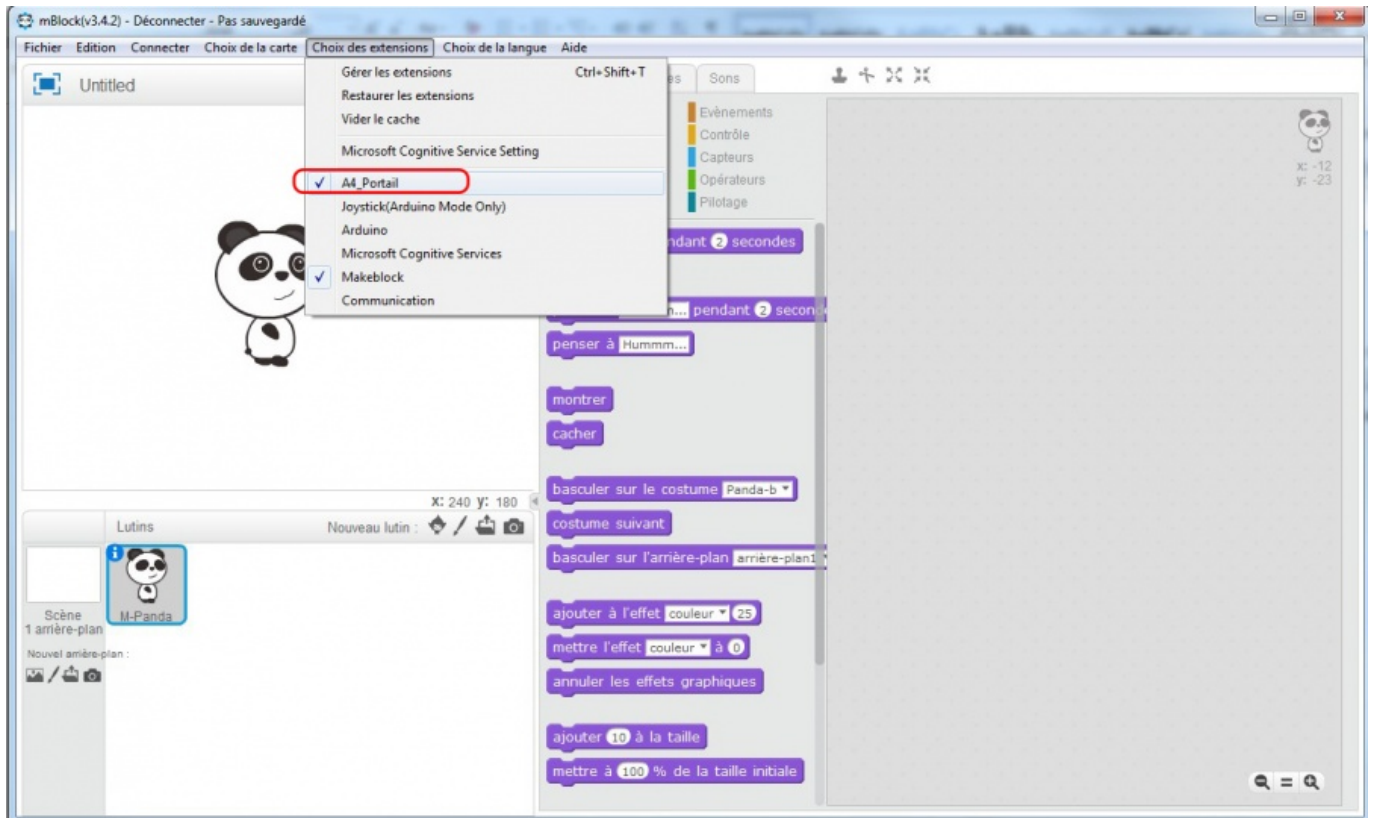 mBlock(v3.4.2) - Déconnecter - Pas sauvegardé
Fichier Edition Connecter Choix de la carte Choix des extensions Choix de la langue Aide
Untitled
Gérer les extensions Ctrl+Shift+T
Restaurer les extensions
Vider le cache
Microsoft Cognitive Service Setting
A4_Portail
Joystick(Arduino Mode Only)
Arduino
Microsoft Cognitive Services
Makeblock
Communication
Sons
Evènements
Contrôle
Capteurs
Opérateurs
Pilotage
2 secondes
pendant 2
penser à Hummm...
montrer
cacher
basculer sur le costume Panda-b
costume suivant
basculer sur l'arrière-plan arrière-plan1
ajouter à l'effet couleur 25
mettre l'effet couleur à 0
annuler les effets graphiques
ajouter 10 à la taille
mettre à 100 % de la taille initiale
x: -12
y: -23
X: 240 y: 180
Lutins Nouveau lutin :
Scène
1 arrière-plan
M-Panda
Nouvel arrière-plan :